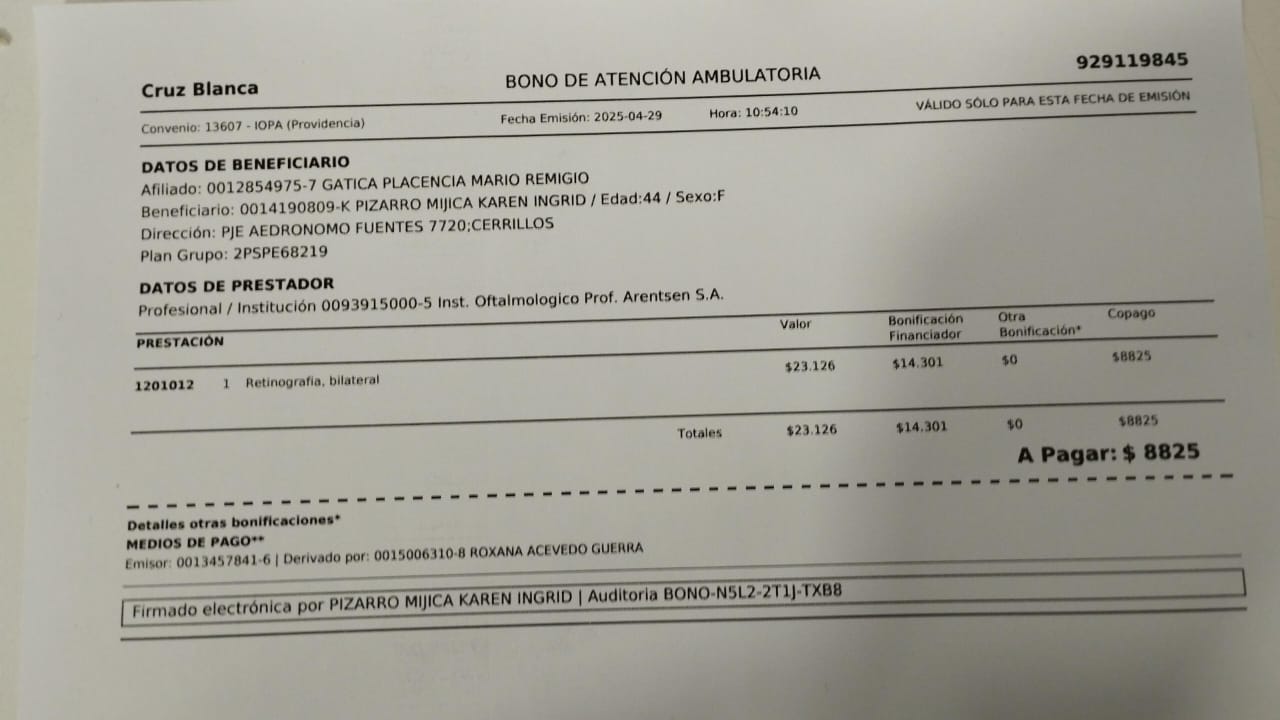 929119845
Cruz Blanca BONO DE ATENCIÓN AMBULATORIA
Convenio: 13607 - IOPA (Providencia) Fecha Emisión: 2025-04-29 Hora: 10:54:10 VÁLIDO SÓLO PARA ESTA FECHA DE EMISIÓN
DATOS DE BENEFICIARIO
Afiliado: 0012854975-7 GATICA PLACENCIA MARIO REMIGIO
Beneficiario: 0014190809-K PIZARRO MIJICA KAREN INGRID / Edad:44 / Sexo:F
Dirección: PJE AEDRONOMO FUENTES 7720;CERRILLOS
Plan Grupo: 2PSPE68219
DATOS DE PRESTADOR
Profesional / Institución 0093915000-5 Inst. Oftalmologico Prof. Arentsen S.A.
PRESTACIÓN Valor Bonificación Financiador Otra Bonificación* Copago
1201012 1 Retinografia, bilateral $23.126 $14.301 $0 $8825
Totales $23.126 $14.301 $0 $8825
A Pagar: $ 8825
Detalles otras bonificaciones*
MEDIOS DE PAGO**
Emisor: 0013457841-6 | Derivado por: 0015006310-8 ROXANA ACEVEDO GUERRA
Firmado electrónica por PIZARRO MIJICA KAREN INGRID | Auditoria BONO-N5L2-2T1J-TXB8